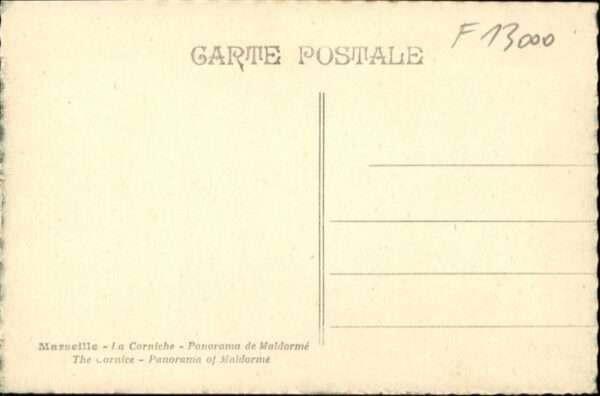 F 13000
CARTE POSTALE
Marseille - La Corniche - Panorama de Maldormé
The Cornice - Panorama of Maldormé